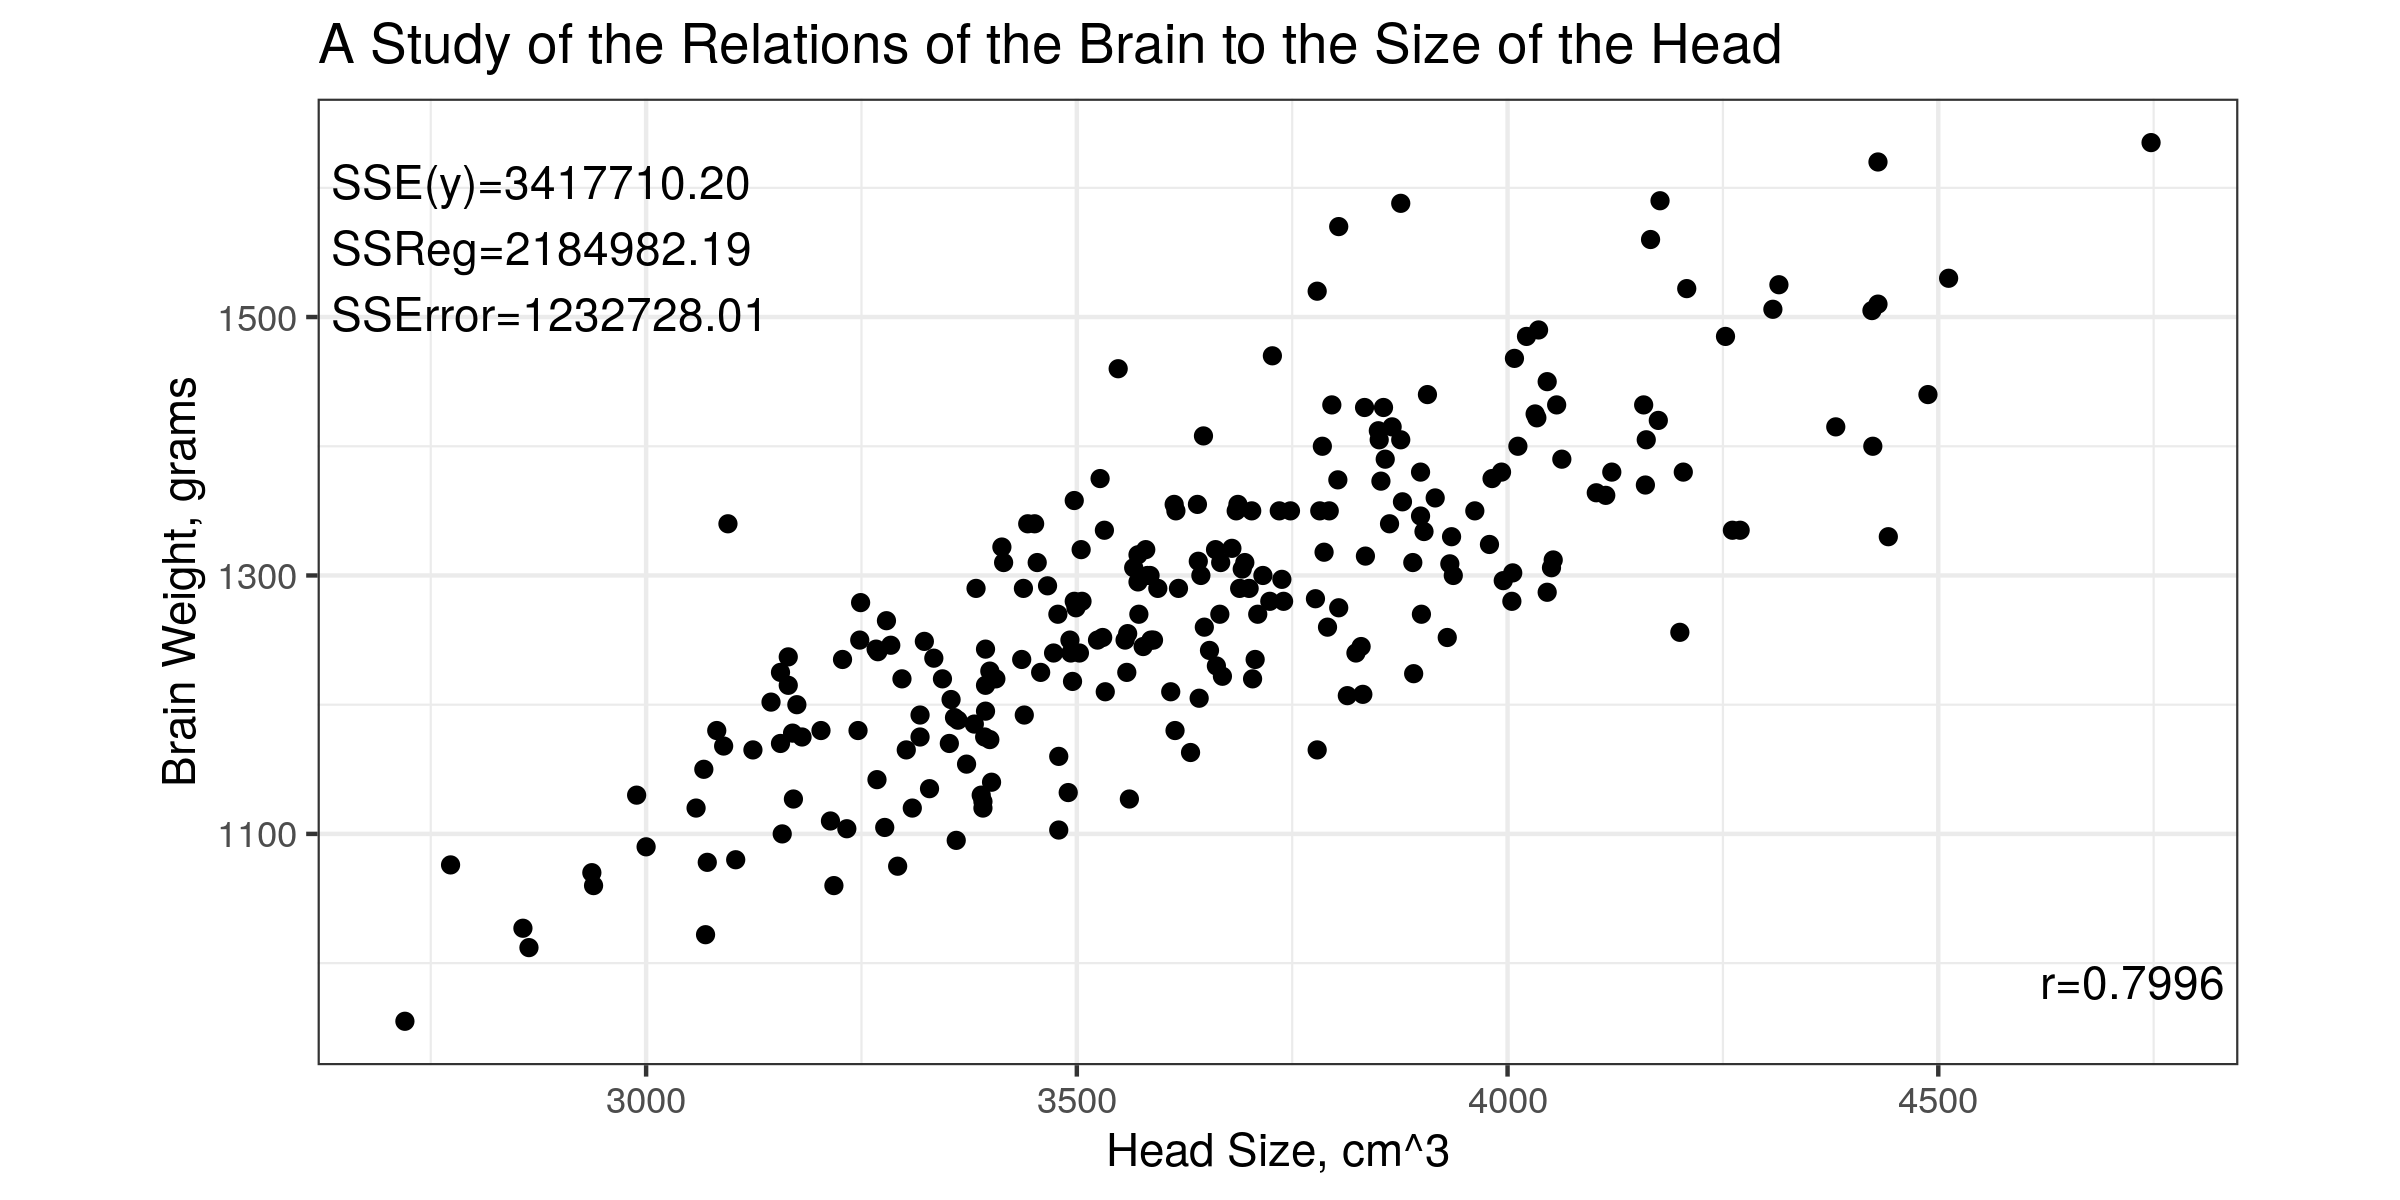 A Study of the Relations of the Brain to the Size of the Head
SSE(y)=3417710.20
SSReg=2184982.19
SSError=1232728.01
1500
1300
1100
Brain Weight, grams
r=0.7996
3000 3500 4000 4500
Head Size, cm^3